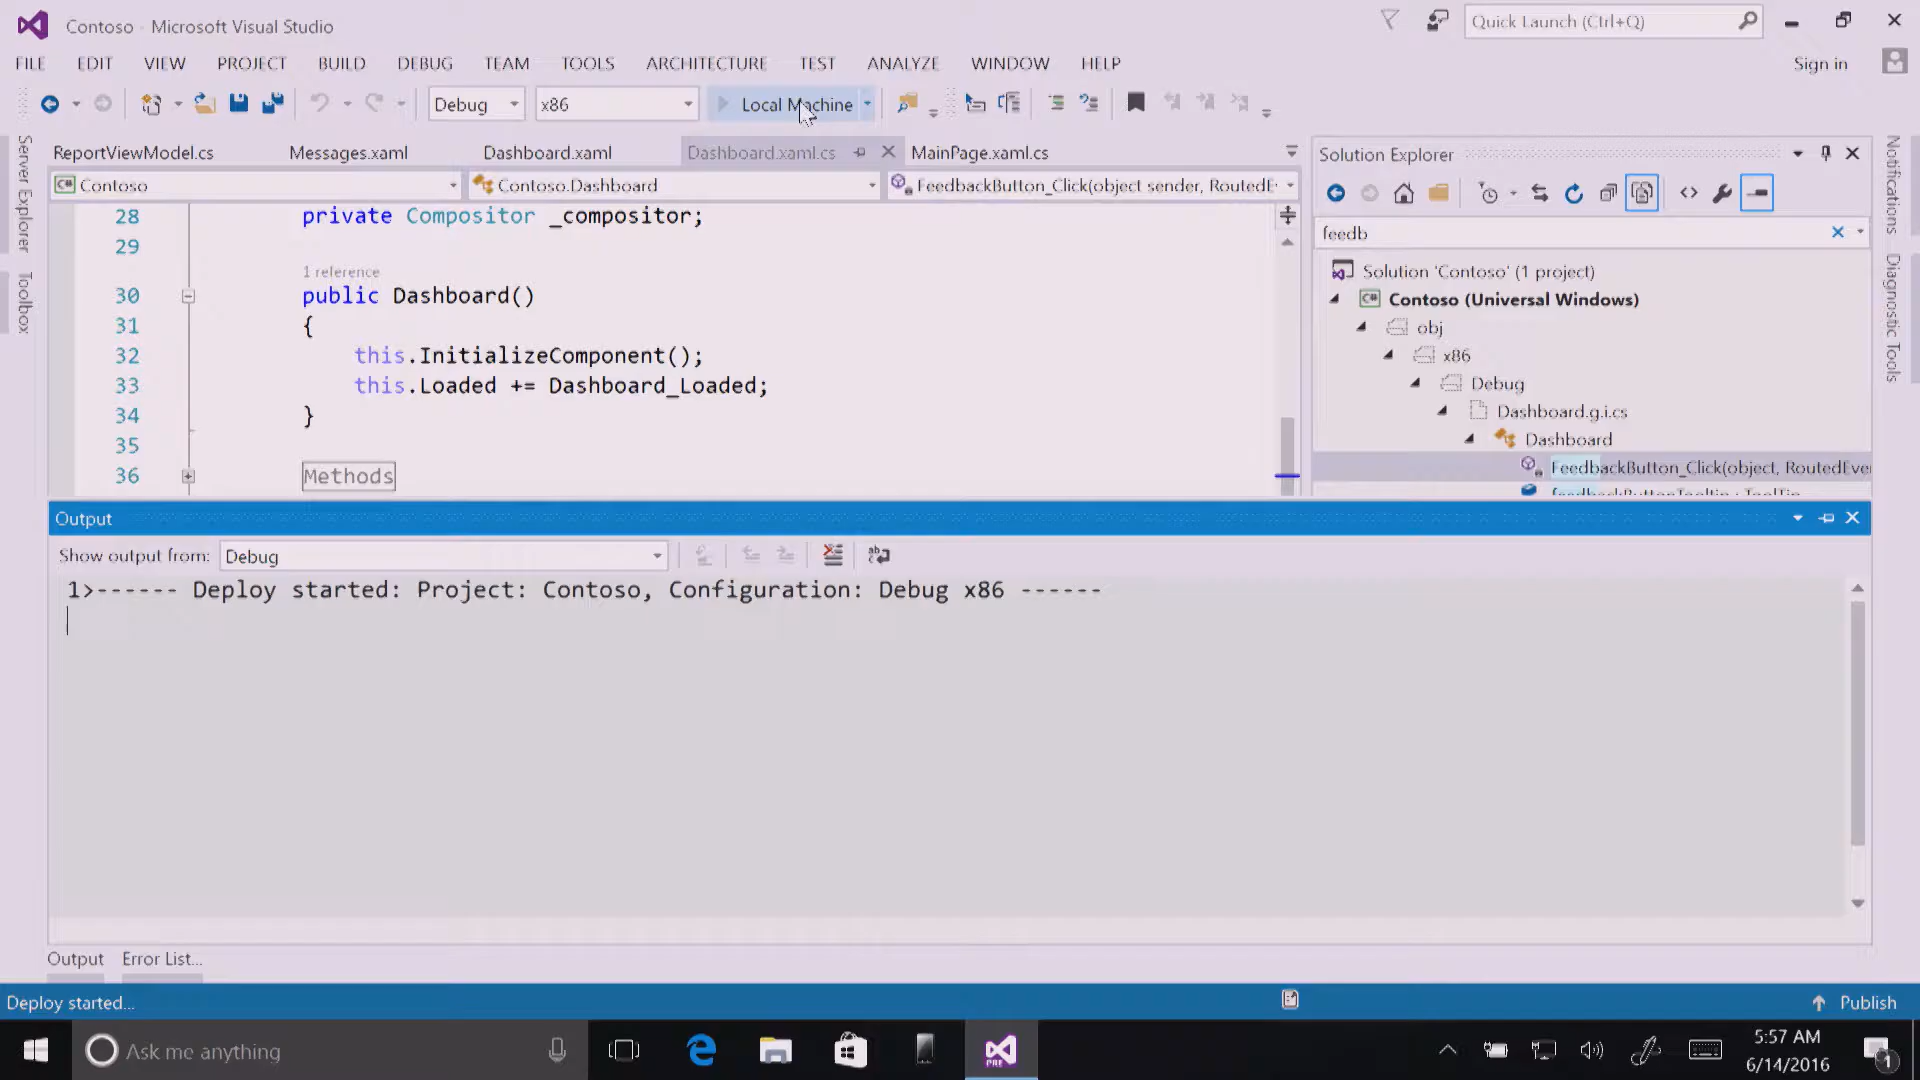 Contoso - Microsoft Visual Studio
Quick Launch (Ctrl+Q)
FILE EDIT VIEW PROJECT BUILD DEBUG TEAM TOOLS ARCHITECTURE TEST ANALYZE WINDOW HELP
Sign in
Debug x86 Local Machine
Server Explorer
Toolbox
ReportViewModel.cs Messages.xaml Dashboard.xaml Dashboard.xaml.cs MainPage.xaml.cs
Contoso Contoso.Dashboard FeedbackButton_Click(object sender, RoutedE
28 private Compositor _compositor;
29
1 reference
30 public Dashboard()
31 {
32 this.InitializeComponent();
33 this.Loaded += Dashboard_Loaded;
34 }
35
36 Methods
Solution Explorer
feedb
Solution 'Contoso' (1 project)
C# Contoso (Universal Windows)
obj
x86
Debug
Dashboard.g.i.cs
Dashboard
FeedbackButton_Click(object, RoutedEve
feedbackButtonTooltip : ToolTip
Notifications
Diagnostic Tools
Output
Show output from: Debug
1>------ Deploy started: Project: Contoso, Configuration: Debug x86 ------
Output Error List...
Deploy started...
Publish
Ask me anything
PRE
5:57 AM
6/14/2016
1